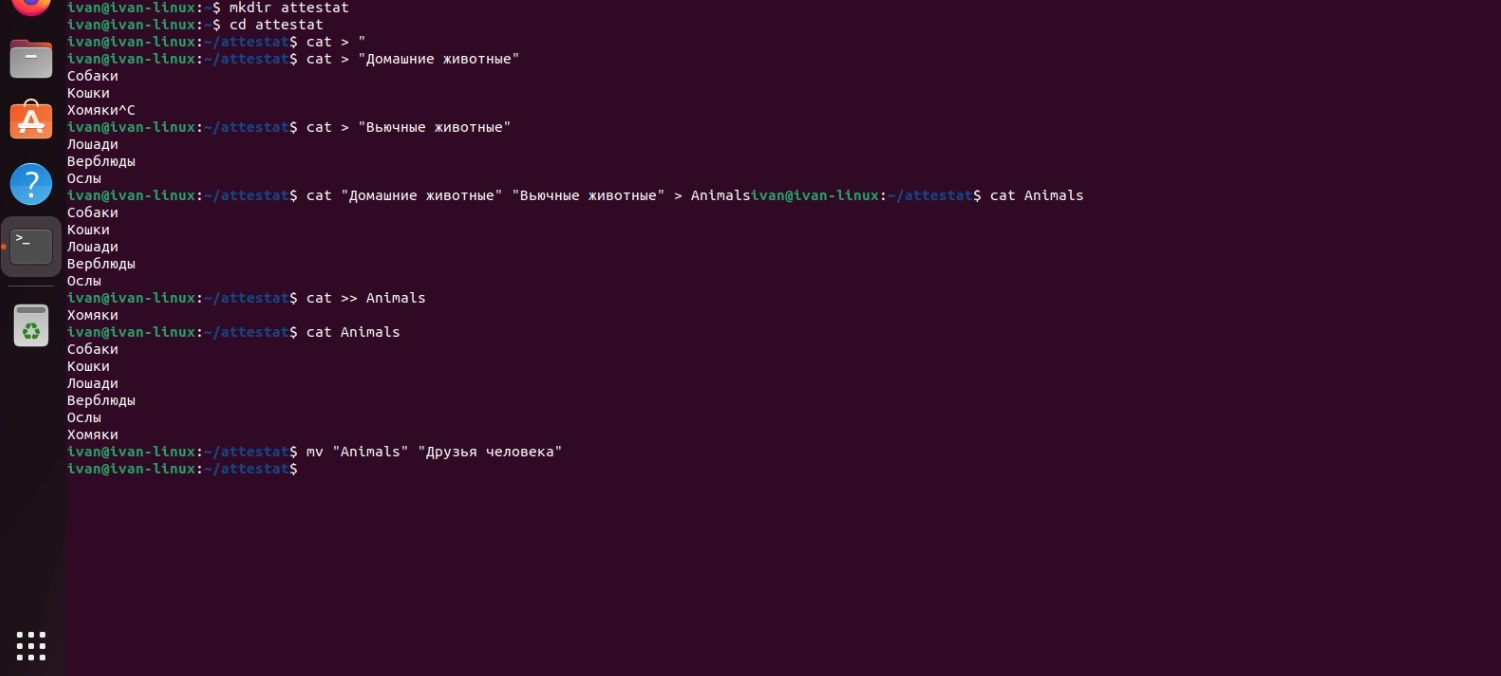 ivan@ivan-linux:~$ mkdir attestat
ivan@ivan-linux:~$ cd attestat
ivan@ivan-linux:~/attestat$ cat > "
ivan@ivan-linux:~/attestat$ cat > "Домашние животные"
Собаки
Кошки
Хомяки^C
ivan@ivan-linux:~/attestat$ cat > "Вьючные животные"
Лошади
Верблюды
Ослы
ivan@ivan-linux:~/attestat$ cat "Домашние животные" "Вьючные животные" > Animalsivan@ivan-linux:~/attestat$ cat Animals
Собаки
Кошки
Лошади
Верблюды
Ослы
ivan@ivan-linux:~/attestat$ cat >> Animals
Хомяки
ivan@ivan-linux:~/attestat$ cat Animals
Собаки
Кошки
Лошади
Верблюды
Ослы
Хомяки
ivan@ivan-linux:~/attestat$ mv "Animals" "Друзья человека"
ivan@ivan-linux:~/attestat$